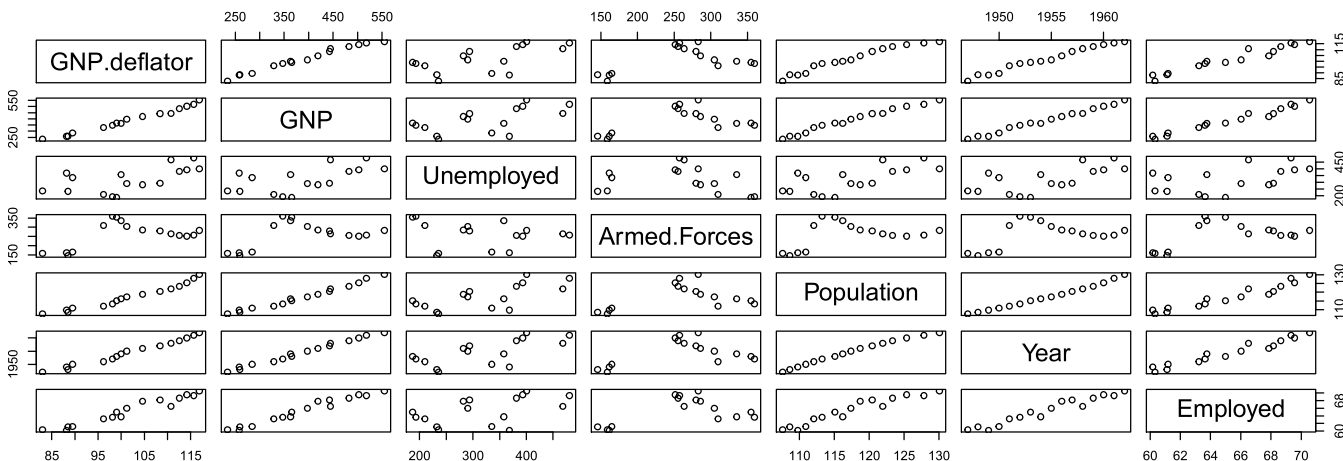 250 350 450 550 150 200 250 300 350 1950 1955 1960
GNP.deflator
85 115
GNP
250 550
Unemployed
200 450
Armed.Forces
150 350
Population
110 130
Year
1950
Employed
60 68
85 95 105 115 200 300 400 110 115 120 125 130 60 62 64 66 68 70